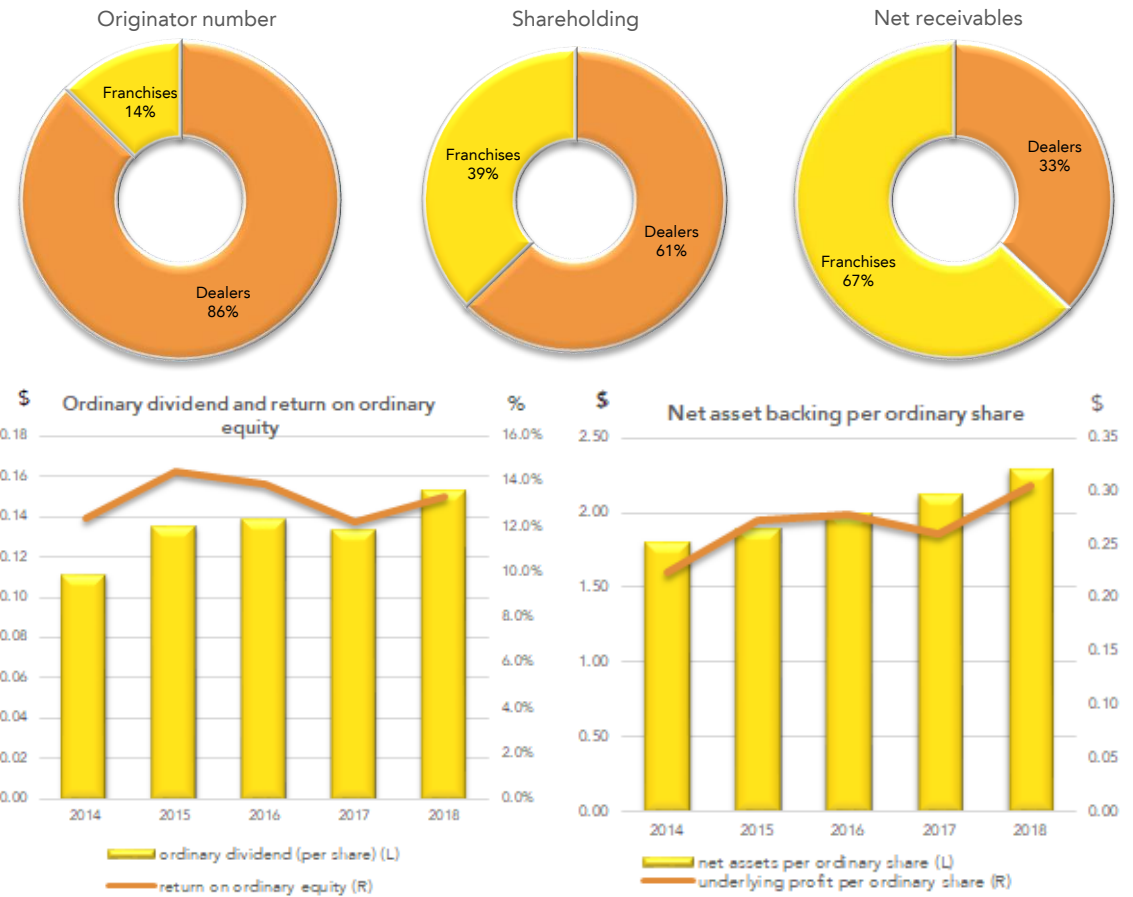 Originator number
Franchises
14%
Dealers
86%
Shareholding
Franchises
39%
Dealers
61%
Net receivables
Dealers
33%
Franchises
67%
$
Ordinary dividend and return on ordinary
equity
%
0.18
0.16
0.14
0.12
0.10
0.08
0.06
0.04
0.02
0.00
16.0%
14.0%
12.0%
10.0%
8.0%
6.0%
4.0%
2.0%
0.0%
2014 2015 2016 2017 2018
ordinary dividend (per share) (L)
return on ordinary equity (R)
$
Net asset backing per ordinary share
$
2.50
2.00
1.50
1.00
0.50
0.00
0.35
0.30
0.25
0.20
0.15
0.10
0.05
0.00
2014 2015 2016 2017 2018
net assets per ordinary share (L)
underlying profit per ordinary share (R)